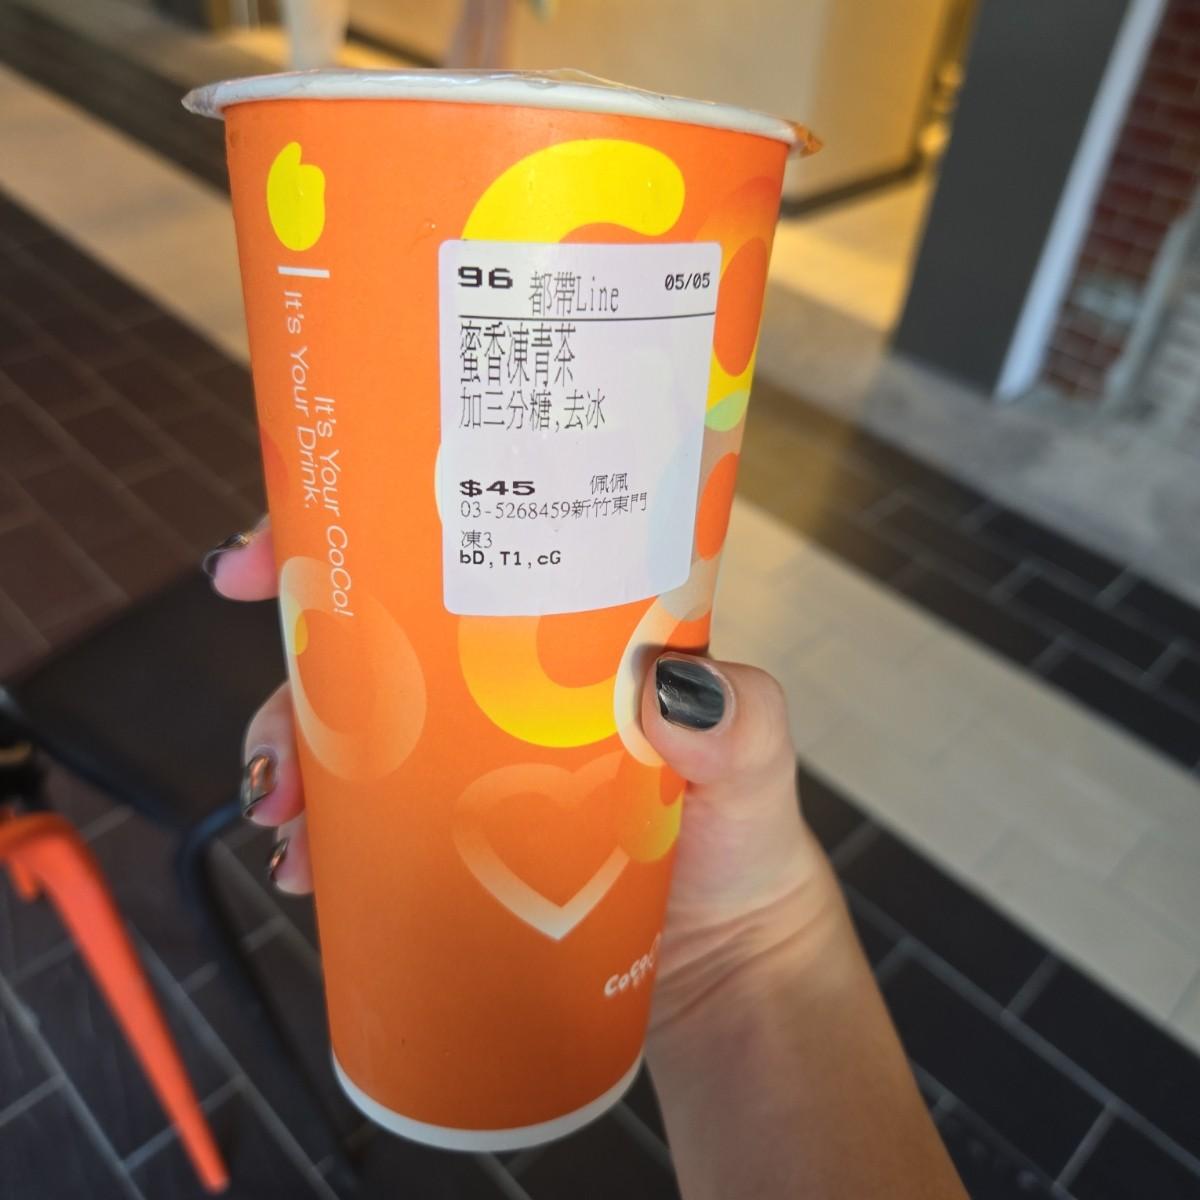 96 都帶Line 05/05
蜜香凍青茶
加三分糖,去冰
$45 佩佩
03-5268459新竹東門
凍3
bD,T1,cG
It's Your CoCo!
It's Your Drink.
CoCo